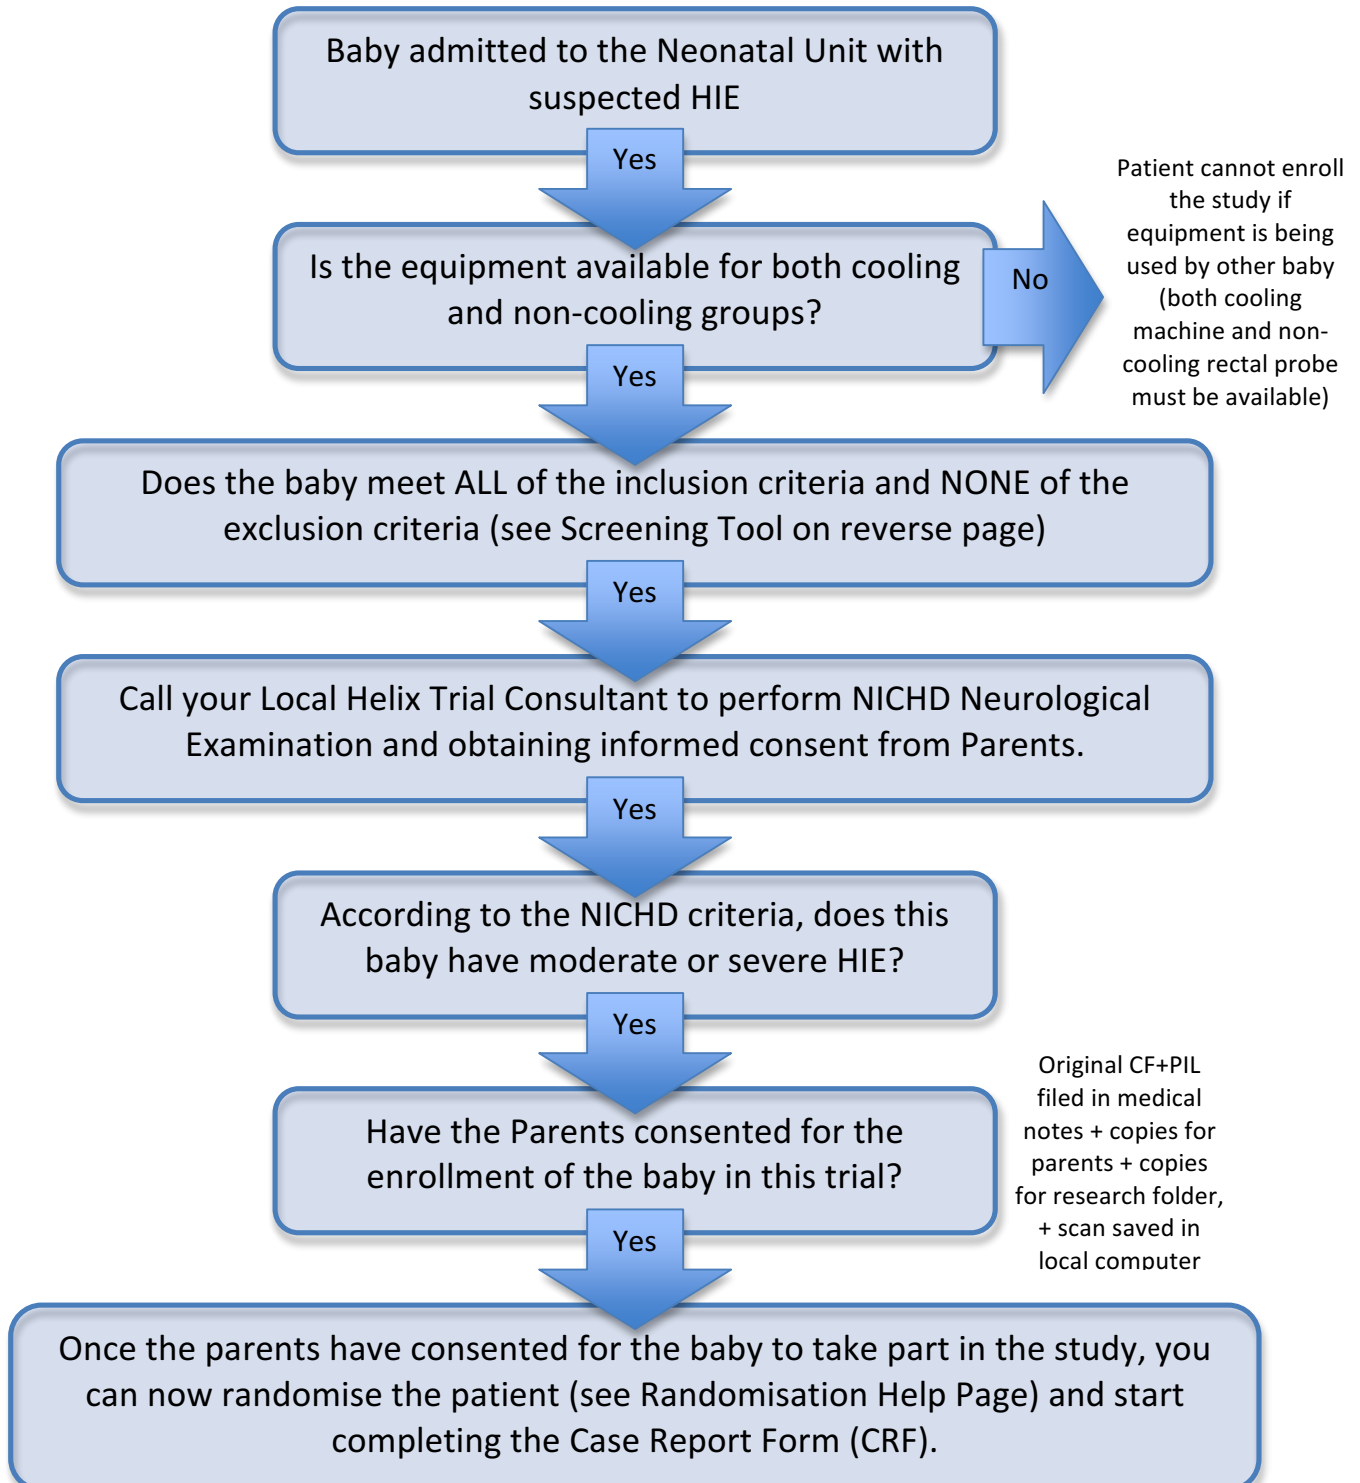 Baby admitted to the Neonatal Unit with
suspected HIE
Yes
Is the equipment available for both cooling
and non-cooling groups?
No
Patient cannot enroll
the study if
equipment is being
used by other baby
(both cooling
machine and non-
cooling rectal probe
must be available)
Yes
Does the baby meet ALL of the inclusion criteria and NONE of the
exclusion criteria (see Screening Tool on reverse page)
Yes
Call your Local Helix Trial Consultant to perform NICHD Neurological
Examination and obtaining informed consent from Parents.
Yes
According to the NICHD criteria, does this
baby have moderate or severe HIE?
Yes
Have the Parents consented for the
enrollment of the baby in this trial?
Original CF+PIL
filed in medical
notes + copies for
parents + copies
for research folder,
+ scan saved in
local computer
Yes
Once the parents have consented for the baby to take part in the study, you
can now randomise the patient (see Randomisation Help Page) and start
completing the Case Report Form (CRF).